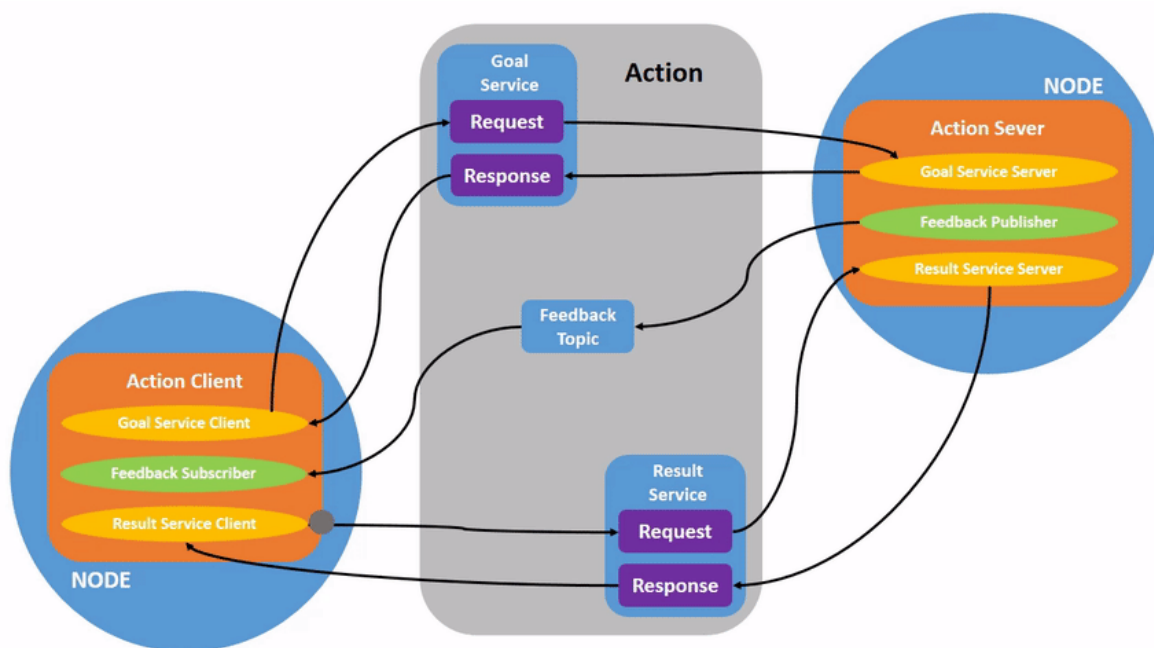 Goal
Service
Request
Response
Action
NODE
Action Sever
Goal Service Server
Feedback Publisher
Result Service Server
Feedback
Topic
Action Client
Goal Service Client
Feedback Subscriber
Result Service Client
NODE
Result
Service
Request
Response